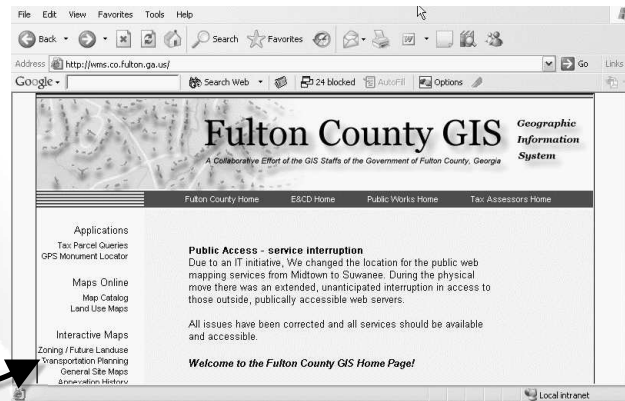 File Edit View Favorites Tools Help
Back Search Favorites
Address http://wms.co.fulton.ga.us/ Go Links
Google Search Web 24 blocked AutoFill Options
Fulton County GIS
Geographic
Information
System
A Collaborative Effort of the GIS Staffs of the Government of Fulton County, Georgia
Fulton County Home E&CD Home Public Works Home Tax Assessors Home
Applications
Tax Parcel Queries
GPS Monument Locator
Maps Online
Map Catalog
Land Use Maps
Interactive Maps
Zoning / Future Landuse
Transportation Planning
General Site Maps
Annexation History
Public Access - service interruption
Due to an IT initiative, We changed the location for the public web
mapping services from Midtown to Suwanee. During the physical
move there was an extended, unanticipated interruption in access to
those outside, publically accessible web servers.
All issues have been corrected and all services should be available
and accessible.
Welcome to the Fulton County GIS Home Page!
Local intranet